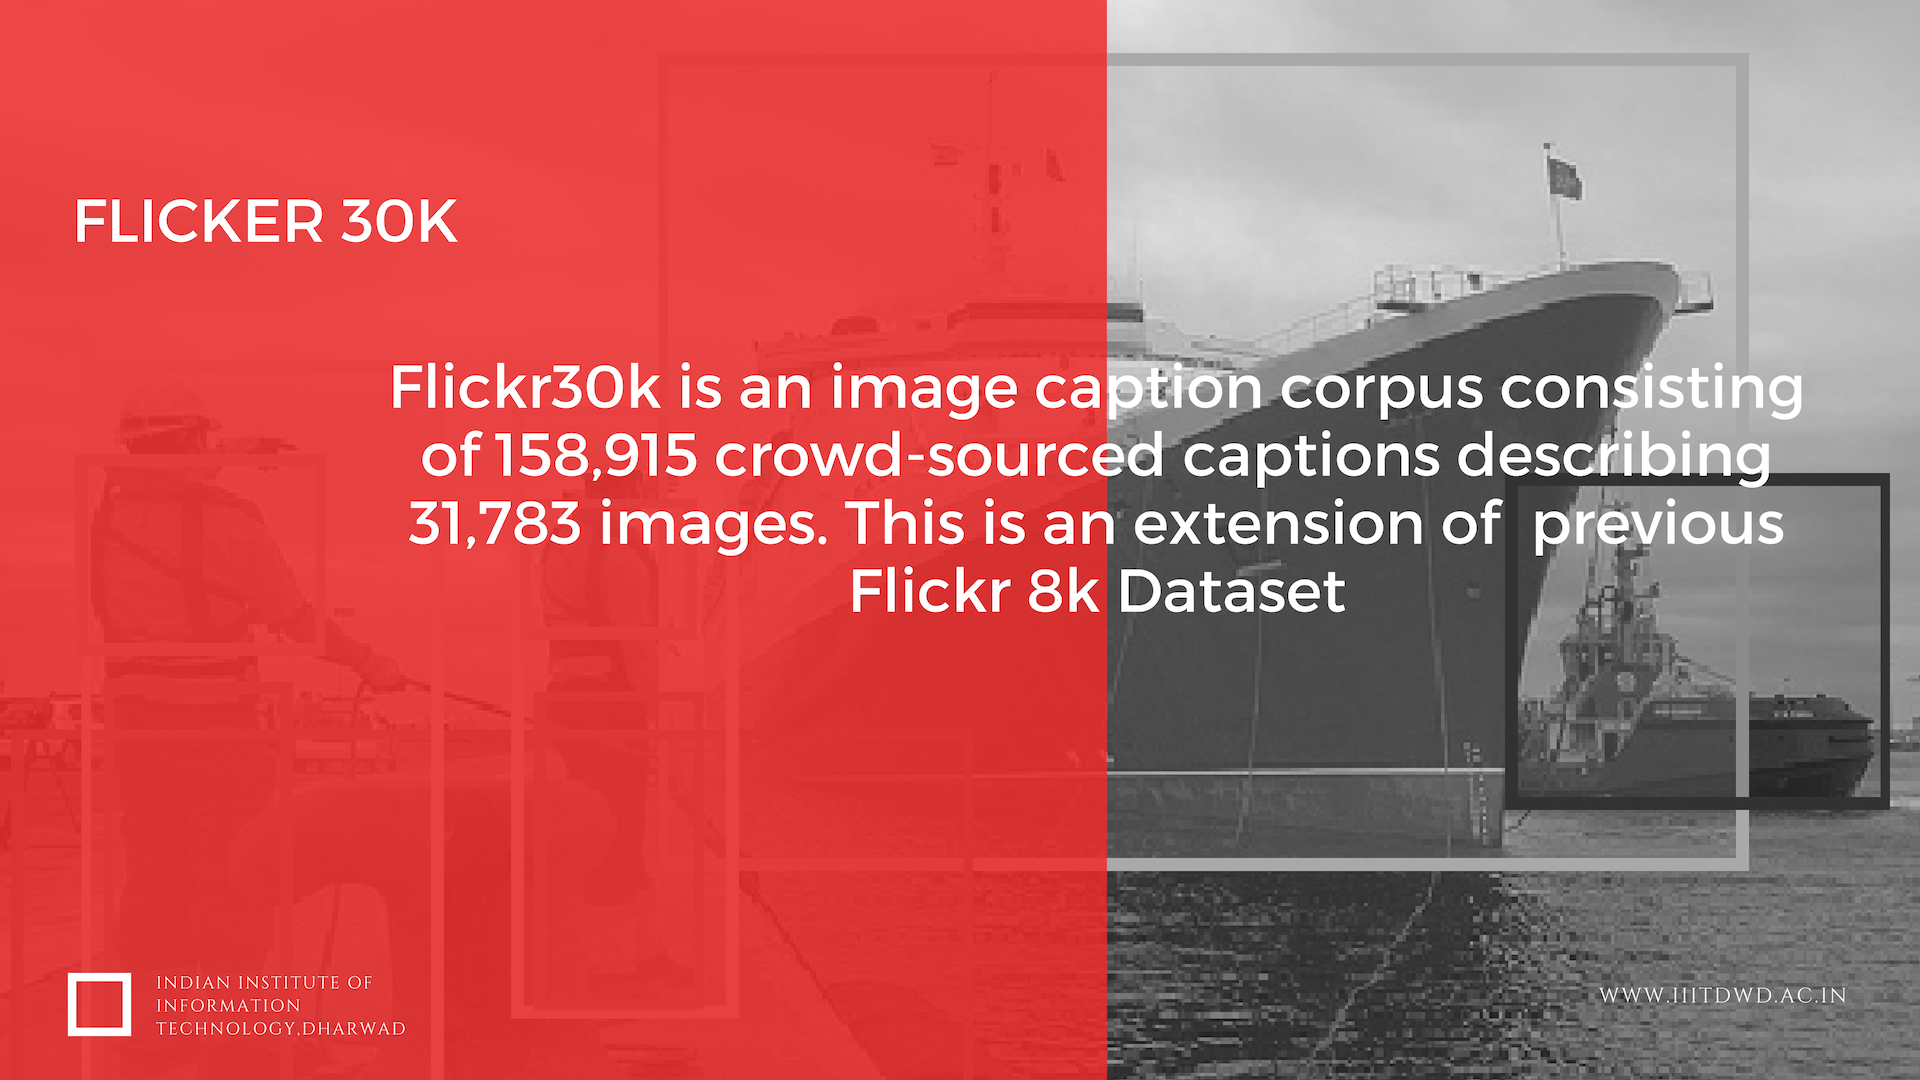 FLICKER 30K
Flickr30k is an image caption corpus consisting
of 158,915 crowd-sourced captions describing
31,783 images. This is an extension of  previous
Flickr 8k Dataset
INDIAN INSTITUTE OF
INFORMATION
TECHNOLOGY,DHARWAD
WWW.IIITDWD.AC.IN